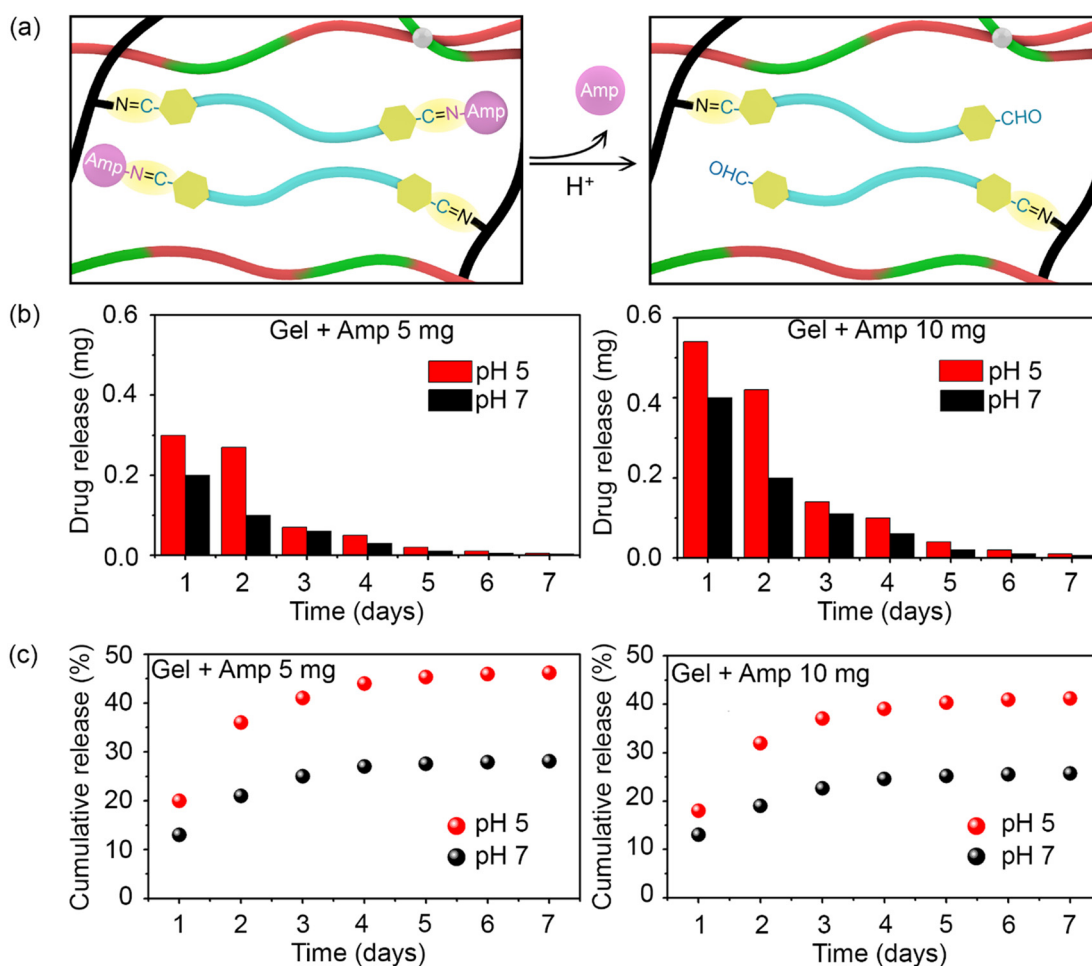 (a)
N=C
C=N-Amp
Amp
-N=C
C=N
Amp
H⁺
N=C
CHO
OHC
C=N
(b)
Gel + Amp 5 mg
pH 5
pH 7
Drug release (mg)
0.6
0.4
0.2
0.0
1 2 3 4 5 6 7
Time (days)
Gel + Amp 10 mg
pH 5
pH 7
Drug release (mg)
0.6
0.4
0.2
0.0
1 2 3 4 5 6 7
Time (days)
(c)
Gel + Amp 5 mg
pH 5
pH 7
Cumulative release (%)
50
40
30
20
10
0
1 2 3 4 5 6 7
Time (days)
Gel + Amp 10 mg
pH 5
pH 7
Cumulative release (%)
50
40
30
20
10
0
1 2 3 4 5 6 7
Time (days)